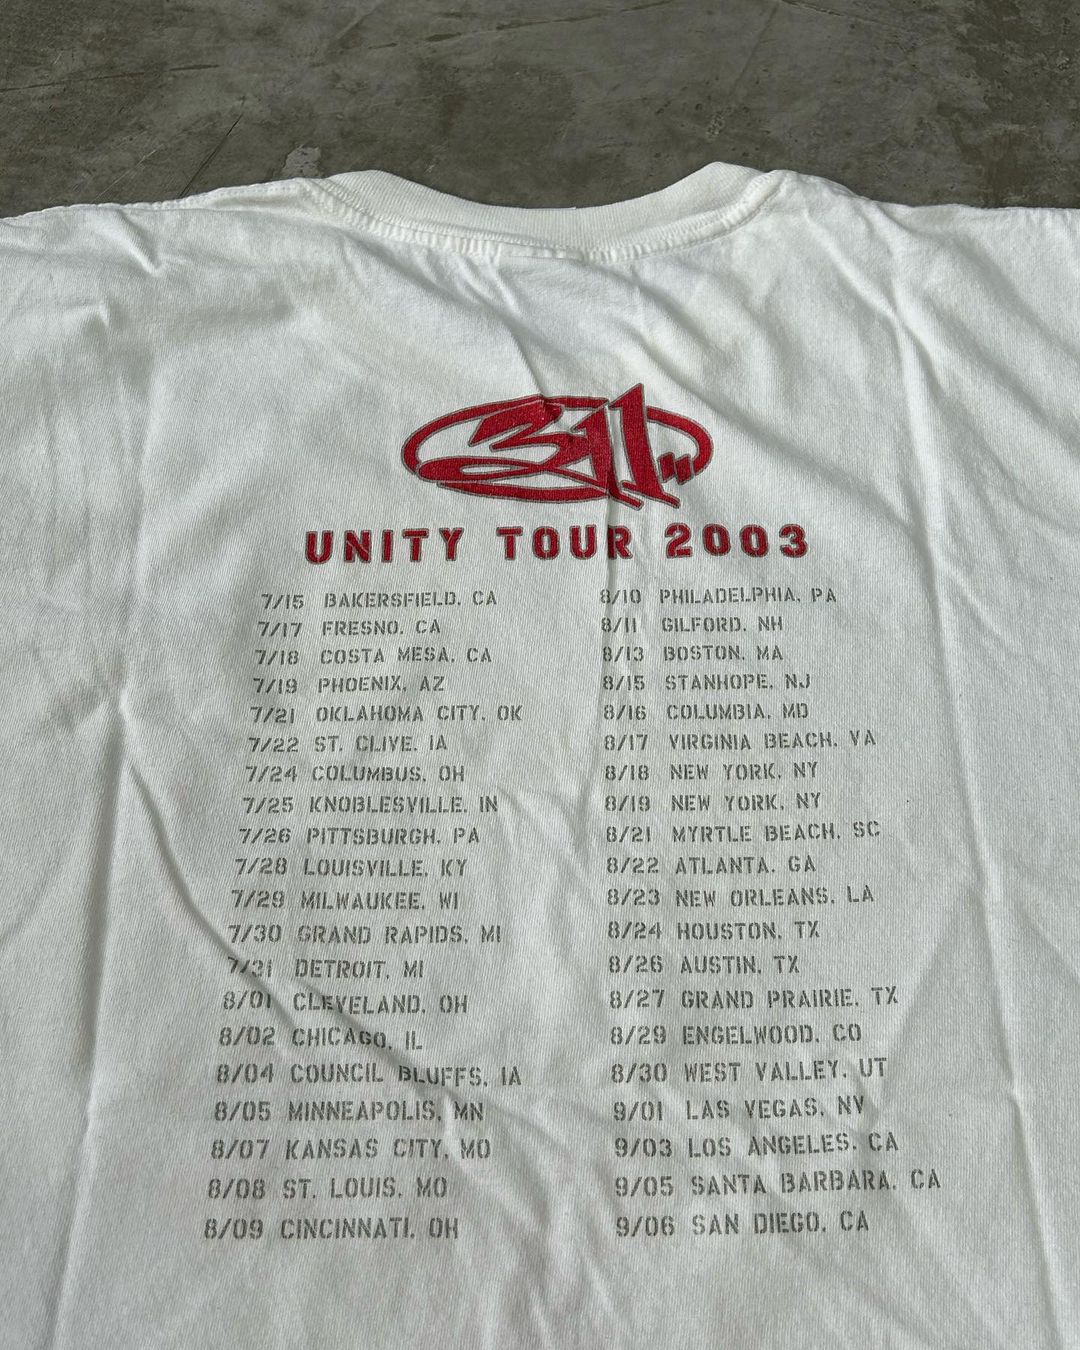 311
UNITY TOUR 2003
7/15 BAKERSFIELD, CA
7/17 FRESNO, CA
7/18 COSTA MESA, CA
7/19 PHOENIX, AZ
7/21 OKLAHOMA CITY, OK
7/22 ST. CLIVE, IA
7/24 COLUMBUS, OH
7/25 KNOBLESVILLE, IN
7/26 PITTSBURGH, PA
7/28 LOUISVILLE, KY
7/29 MILWAUKEE, WI
7/30 GRAND RAPIDS, MI
7/31 DETROIT, MI
8/01 CLEVELAND, OH
8/02 CHICAGO, IL
8/04 COUNCIL BLUFFS, IA
8/05 MINNEAPOLIS, MN
8/07 KANSAS CITY, MO
8/08 ST. LOUIS, MO
8/09 CINCINNATI, OH
8/10 PHILADELPHIA, PA
8/11 GILFORD, NH
8/13 BOSTON, MA
8/15 STANHOPE, NJ
8/16 COLUMBIA, MD
8/17 VIRGINIA BEACH, VA
8/18 NEW YORK, NY
8/19 NEW YORK, NY
8/21 MYRTLE BEACH, SC
8/22 ATLANTA, GA
8/23 NEW ORLEANS, LA
8/24 HOUSTON, TX
8/26 AUSTIN, TX
8/27 GRAND PRAIRIE, TX
8/29 ENGELWOOD, CO
8/30 WEST VALLEY, UT
9/01 LAS VEGAS, NV
9/03 LOS ANGELES, CA
9/05 SANTA BARBARA, CA
9/06 SAN DIEGO, CA